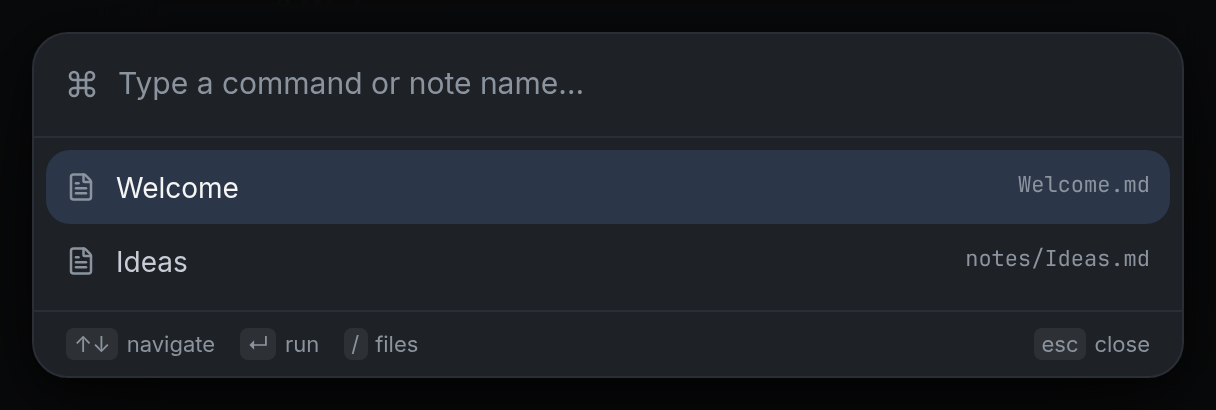 ⌘ Type a command or note name...
Welcome Welcome.md
Ideas notes/Ideas.md
↑↓ navigate ↵ run / files esc close